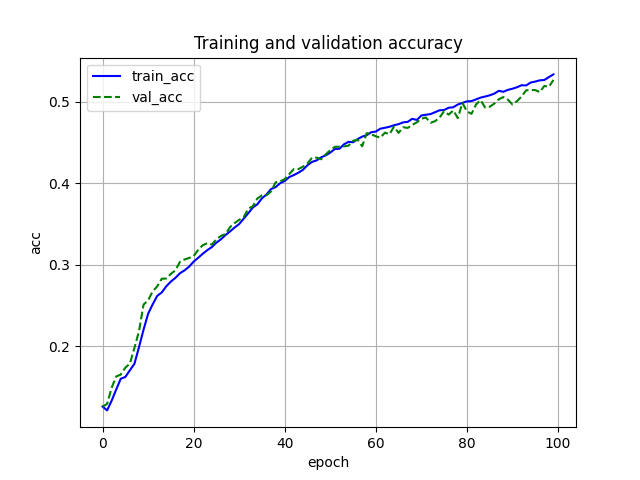 Training and validation accuracy
train_acc
val_acc
acc
0.5
0.4
0.3
0.2
0 20 40 60 80 100
epoch